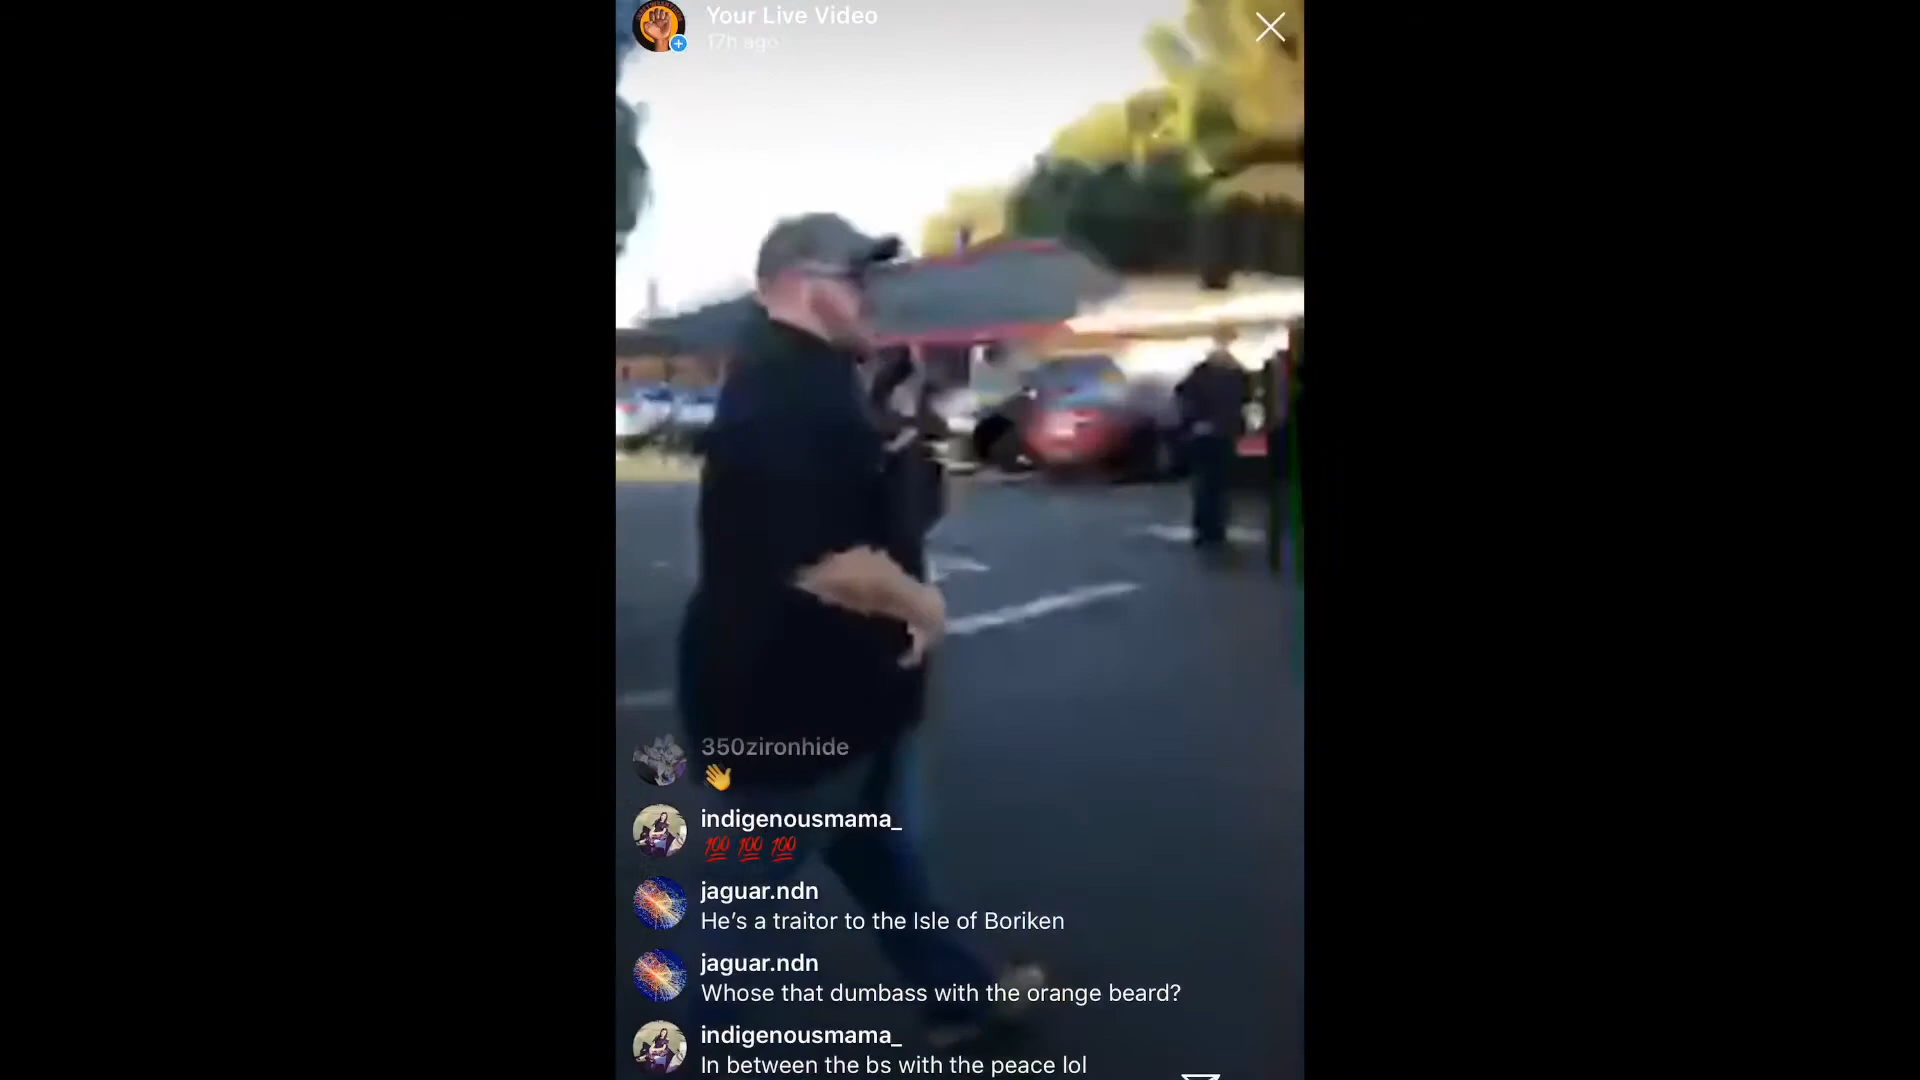 Your Live Video
17h ago
350zironhide
👋
indigenousmama_
💯 💯 💯
jaguar.ndn
He's a traitor to the Isle of Boriken
jaguar.ndn
Whose that dumbass with the orange beard?
indigenousmama_
In between the bs with the peace lol